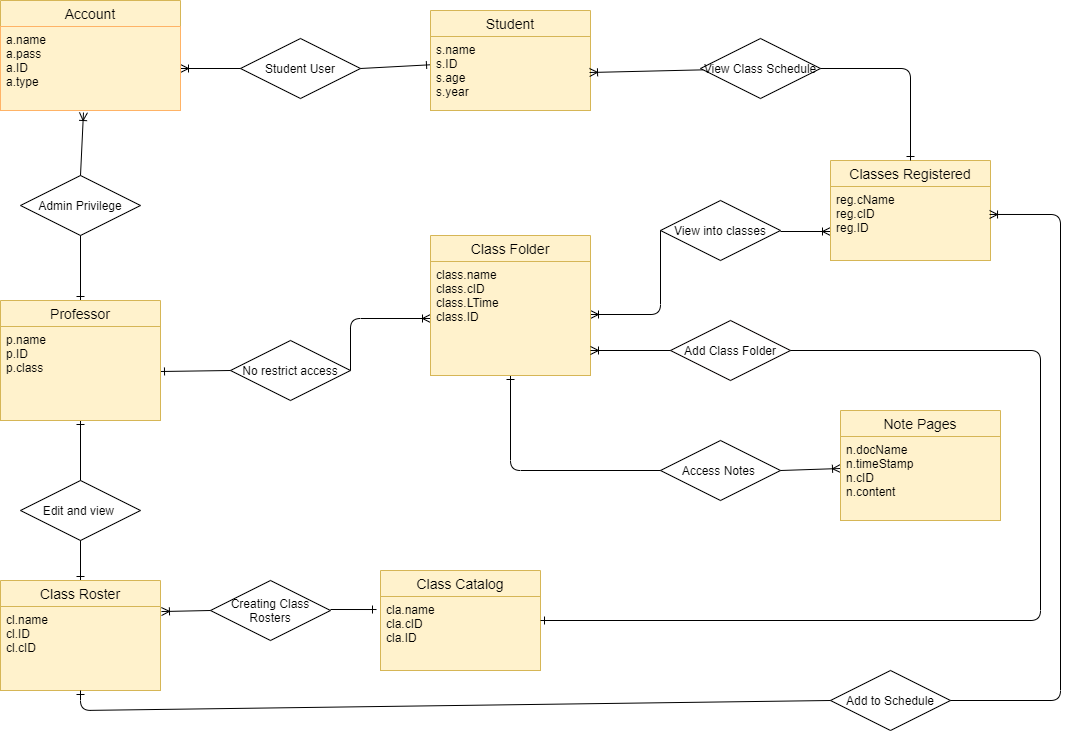 Account
a.name
a.pass
a.ID
a.type
Student User
Student
s.name
s.ID
s.age
s.year
View Class Schedule
Classes Registered
reg.cName
reg.cID
reg.ID
Admin Privilege
View into classes
Class Folder
class.name
class.cID
class.LTime
class.ID
Professor
p.name
p.ID
p.class
No restrict access
Add Class Folder
Note Pages
n.docName
n.timeStamp
n.cID
n.content
Access Notes
Edit and view
Class Roster
cl.name
cl.ID
cl.cID
Creating Class
Rosters
Class Catalog
cla.name
cla.cID
cla.ID
Add to Schedule